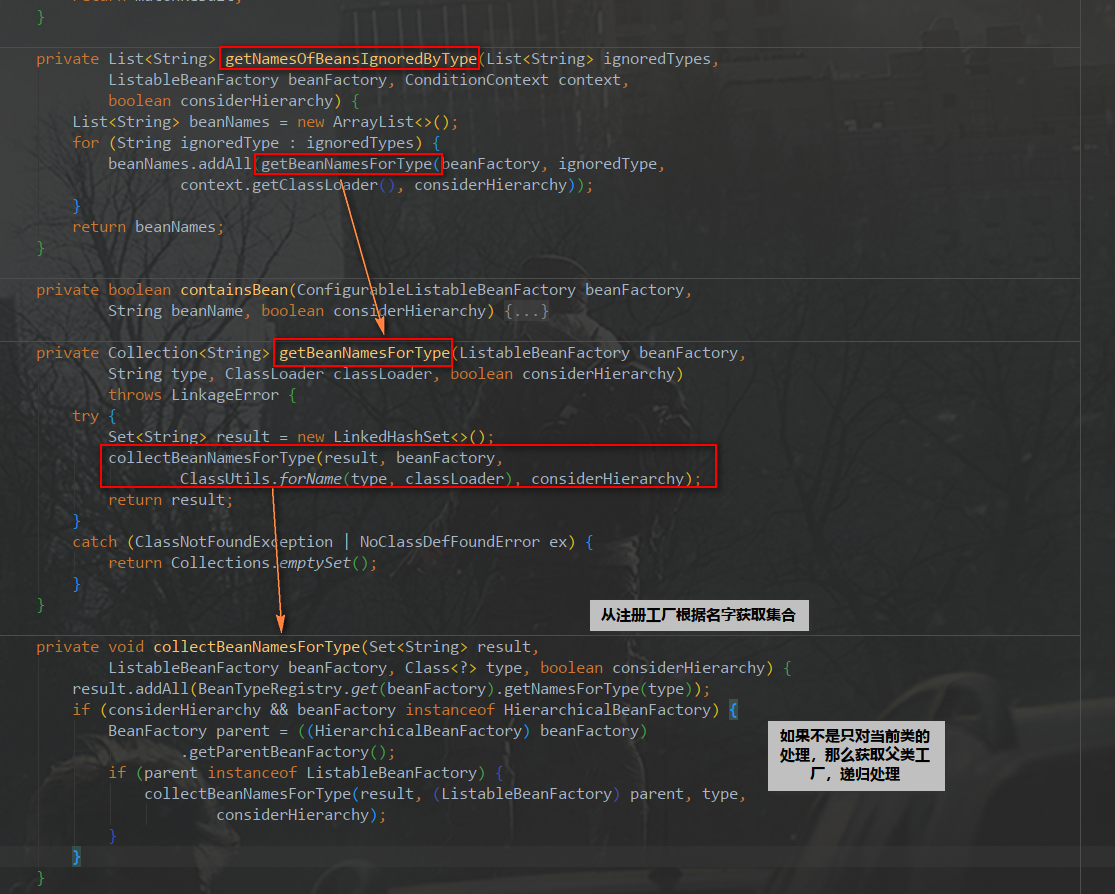 }
private List<String> getNamesOfBeansIgnoredByType(List<String> ignoredTypes,
ListableBeanFactory beanFactory, ConditionContext context,
boolean considerHierarchy) {
List<String> beanNames = new ArrayList<>();
for (String ignoredType : ignoredTypes) {
beanNames.addAll(getBeanNamesForType(beanFactory, ignoredType,
context.getClassLoader(), considerHierarchy));
}
return beanNames;
}
private boolean containsBean(ConfigurableListableBeanFactory beanFactory,
String beanName, boolean considerHierarchy) {...}
private Collection<String> getBeanNamesForType(ListableBeanFactory beanFactory,
String type, ClassLoader classLoader, boolean considerHierarchy)
throws LinkageError {
try {
Set<String> result = new LinkedHashSet<>();
collectBeanNamesForType(result, beanFactory,
ClassUtils.forName(type, classLoader), considerHierarchy);
return result;
}
catch (ClassNotFoundException | NoClassDefFoundError ex) {
return Collections.emptySet();
}
}
从注册工厂根据名字获取集合
private void collectBeanNamesForType(Set<String> result,
ListableBeanFactory beanFactory, Class<?> type, boolean considerHierarchy) {
result.addAll(BeanTypeRegistry.get(beanFactory).getNamesForType(type));
if (considerHierarchy && beanFactory instanceof HierarchicalBeanFactory) {
BeanFactory parent = ((HierarchicalBeanFactory) beanFactory)
.getParentBeanFactory();
if (parent instanceof ListableBeanFactory) {
collectBeanNamesForType(result, (ListableBeanFactory) parent, type,
considerHierarchy);
}
}
}
如果不是只对当前类的
处理，那么获取父类工
厂，递归处理